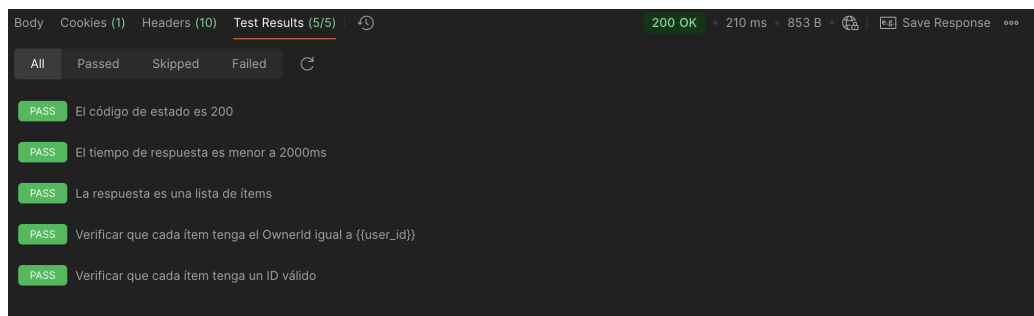 Body Cookies (1) Headers (10) Test Results (5/5) 200 OK 210 ms 853 B e.g. Save Response
All Passed Skipped Failed
PASS El código de estado es 200
PASS El tiempo de respuesta es menor a 2000ms
PASS La respuesta es una lista de ítems
PASS Verificar que cada ítem tenga el OwnerId igual a {{user_id}}
PASS Verificar que cada ítem tenga un ID válido